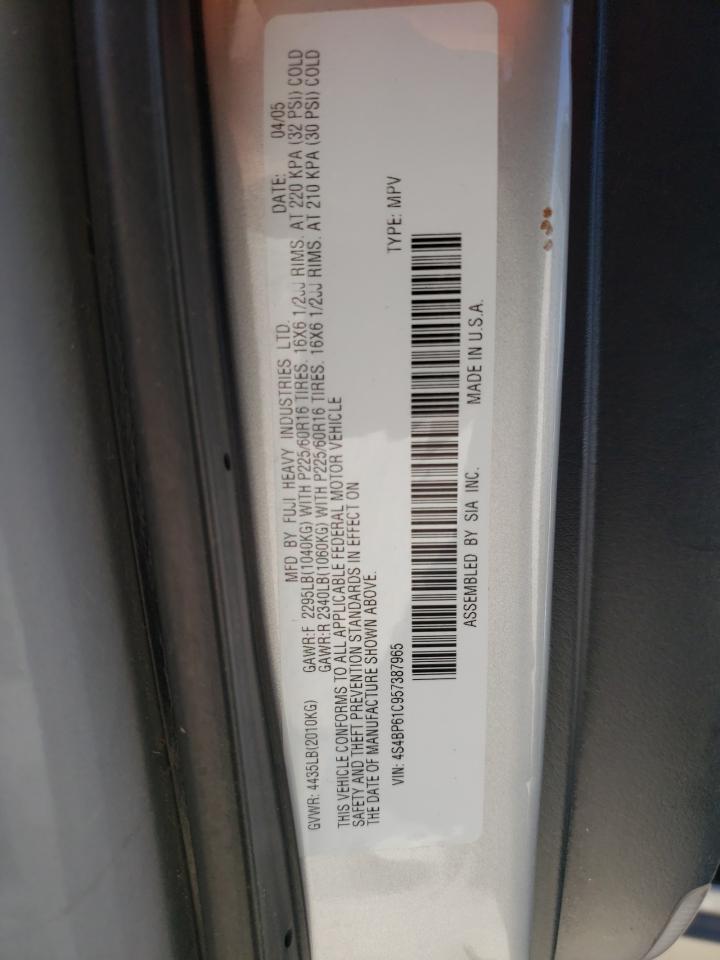 MFD BY FUJI HEAVY INDUSTRIES LTD. DATE: 04/05
GVWR: 4435LB(2010KG) GAWR:F 2295LB(1040KG) WITH P225/60R16 TIRES. 16X6 1/2JJ RIMS. AT 220 KPA (32 PSI) COLD
GAWR:R 2340LB(1060KG) WITH P225/60R16 TIRES. 16X6 1/2JJ RIMS. AT 210 KPA (30 PSI) COLD
THIS VEHICLE CONFORMS TO ALL APPLICABLE FEDERAL MOTOR VEHICLE
SAFETY AND THEFT PREVENTION STANDARDS IN EFFECT ON
THE DATE OF MANUFACTURE SHOWN ABOVE.
VIN: 4S4BP61C957387965 TYPE: MPV
ASSEMBLED BY SIA INC. MADE IN U.S.A.